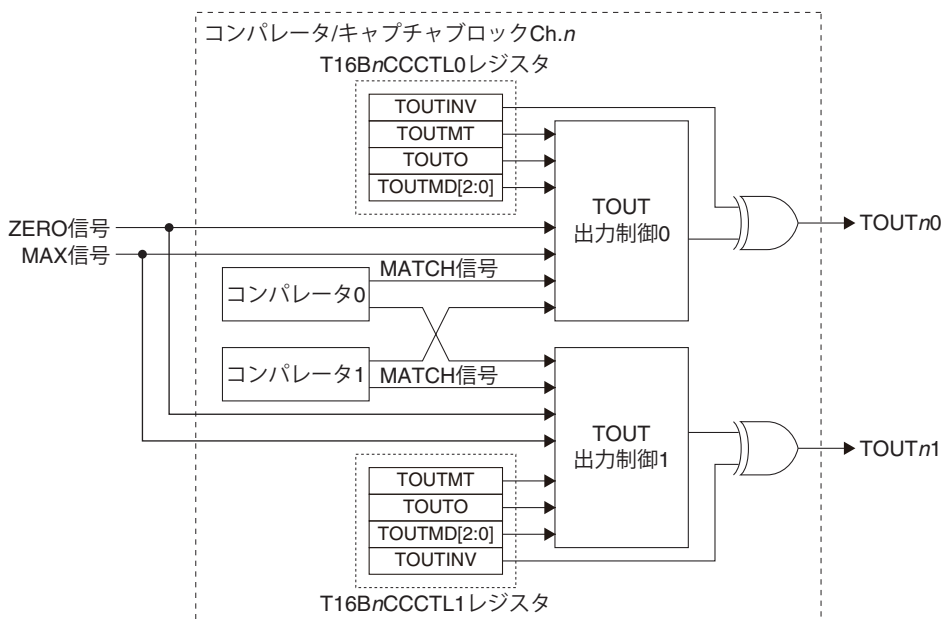 コンパレータ/キャプチャブロックCh.n
T16BnCCCTL0レジスタ
TOUTINV
TOUTMT
TOUTO
TOUTMD[2:0]
TOUT
出力制御0
TOUTn0
ZERO信号
MAX信号
MATCH信号
コンパレータ0
コンパレータ1
MATCH信号
TOUT
出力制御1
TOUTn1
TOUTMT
TOUTO
TOUTMD[2:0]
TOUTINV
T16BnCCCTL1レジスタ